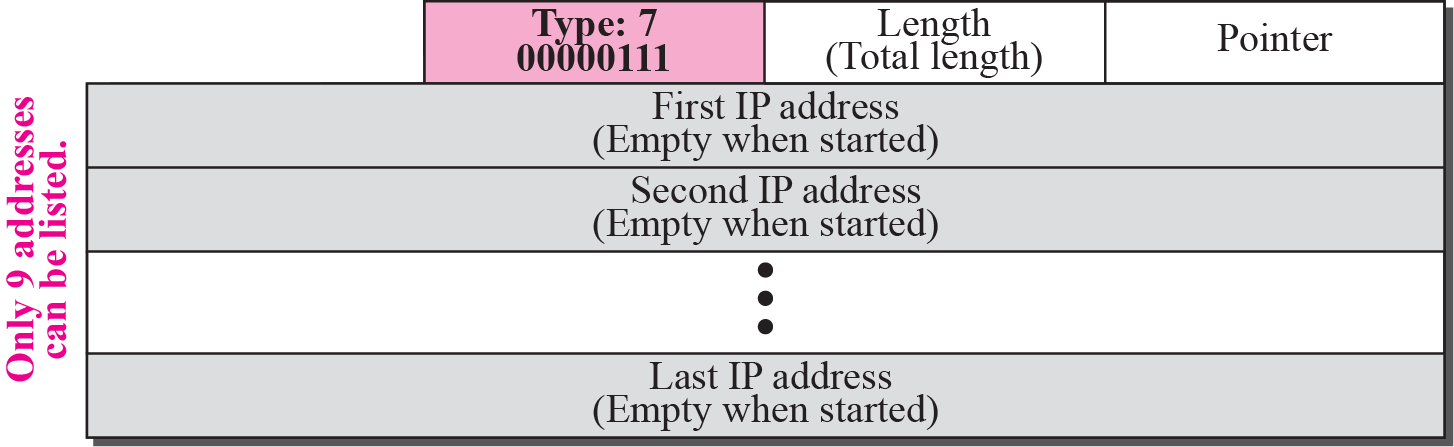 Type: 7
00000111
Length
(Total length)
Pointer
First IP address
(Empty when started)
Second IP address
(Empty when started)
Last IP address
(Empty when started)
Only 9 addresses
can be listed.